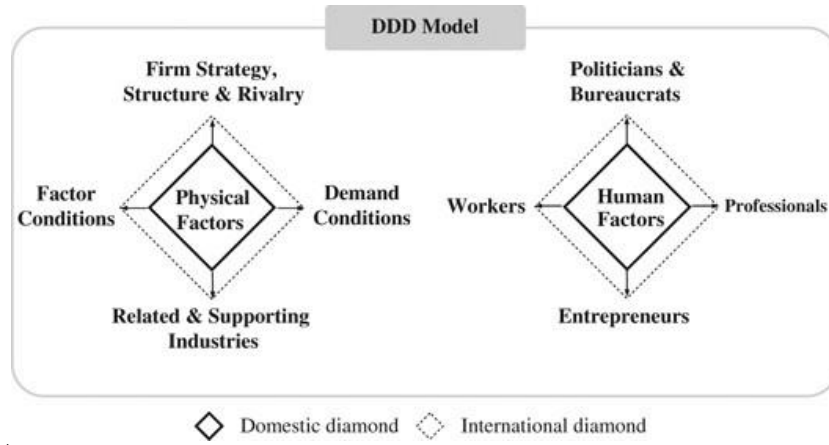 DDD Model
Firm Strategy,
Structure & Rivalry
Factor
Conditions
Physical
Factors
Demand
Conditions
Related & Supporting
Industries
Politicians &
Bureaucrats
Workers
Human
Factors
Professionals
Entrepreneurs
Domestic diamond
International diamond